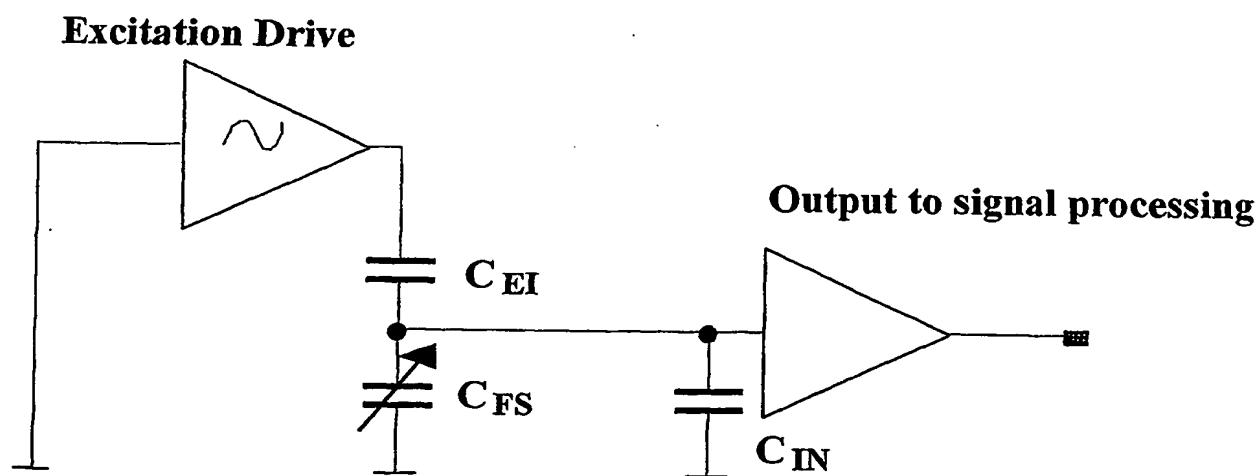 Excitation Drive
Output to signal processing
C EI
C FS
C IN